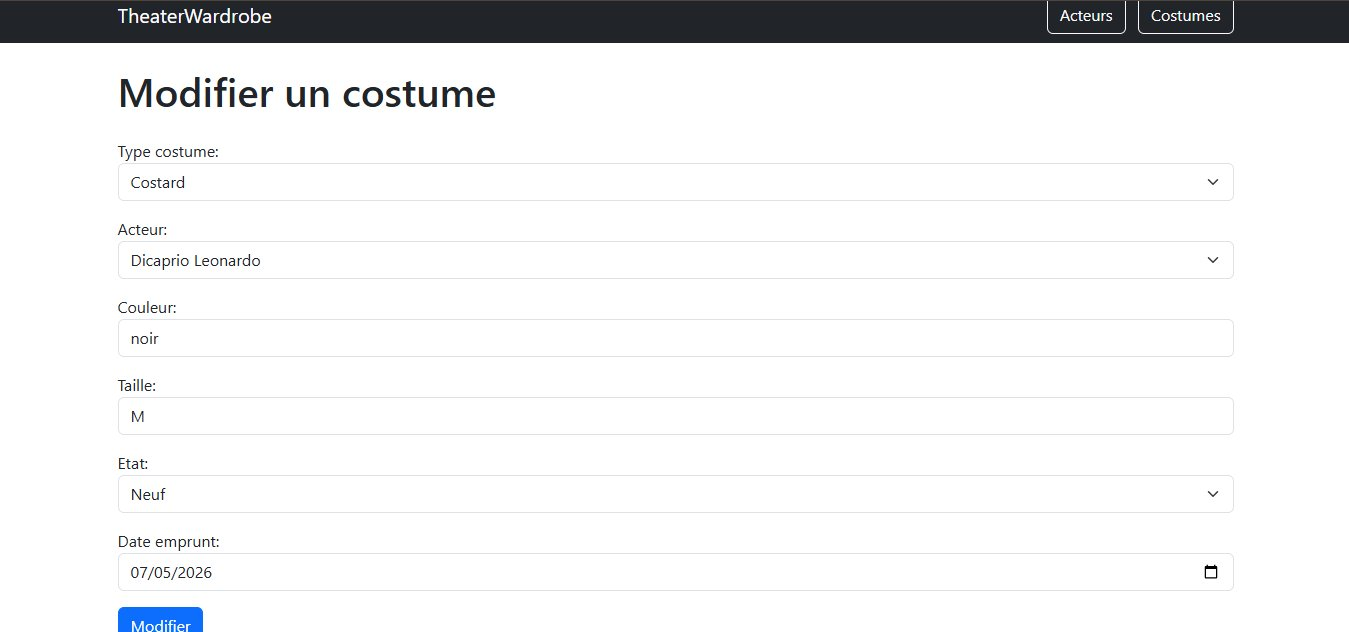 TheaterWardrobe
Acteurs
Costumes
Modifier un costume
Type costume:
Costard
Acteur:
Dicaprio Leonardo
Couleur:
noir
Taille:
M
Etat:
Neuf
Date emprunt:
07/05/2026
Modifier